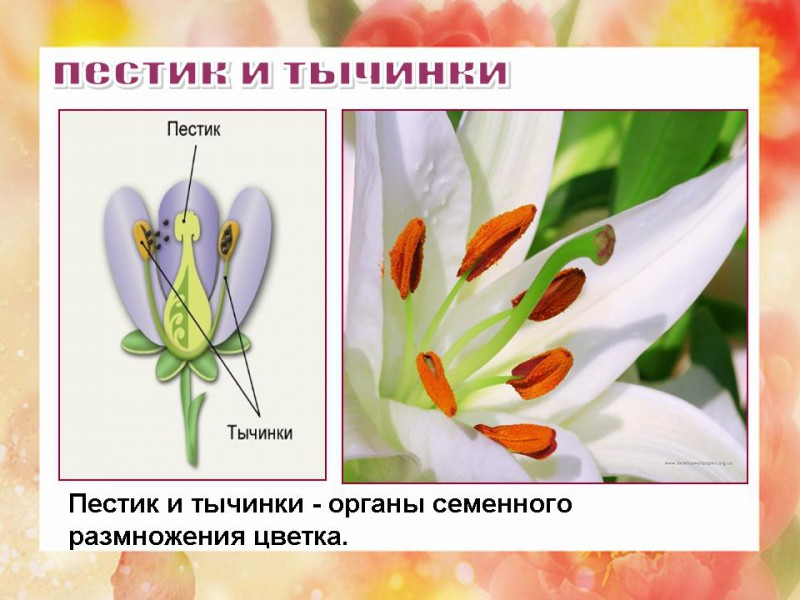 пестик и тычинки
Пестик
Тычинки
Пестик и тычинки - органы семенного
размножения цветка.